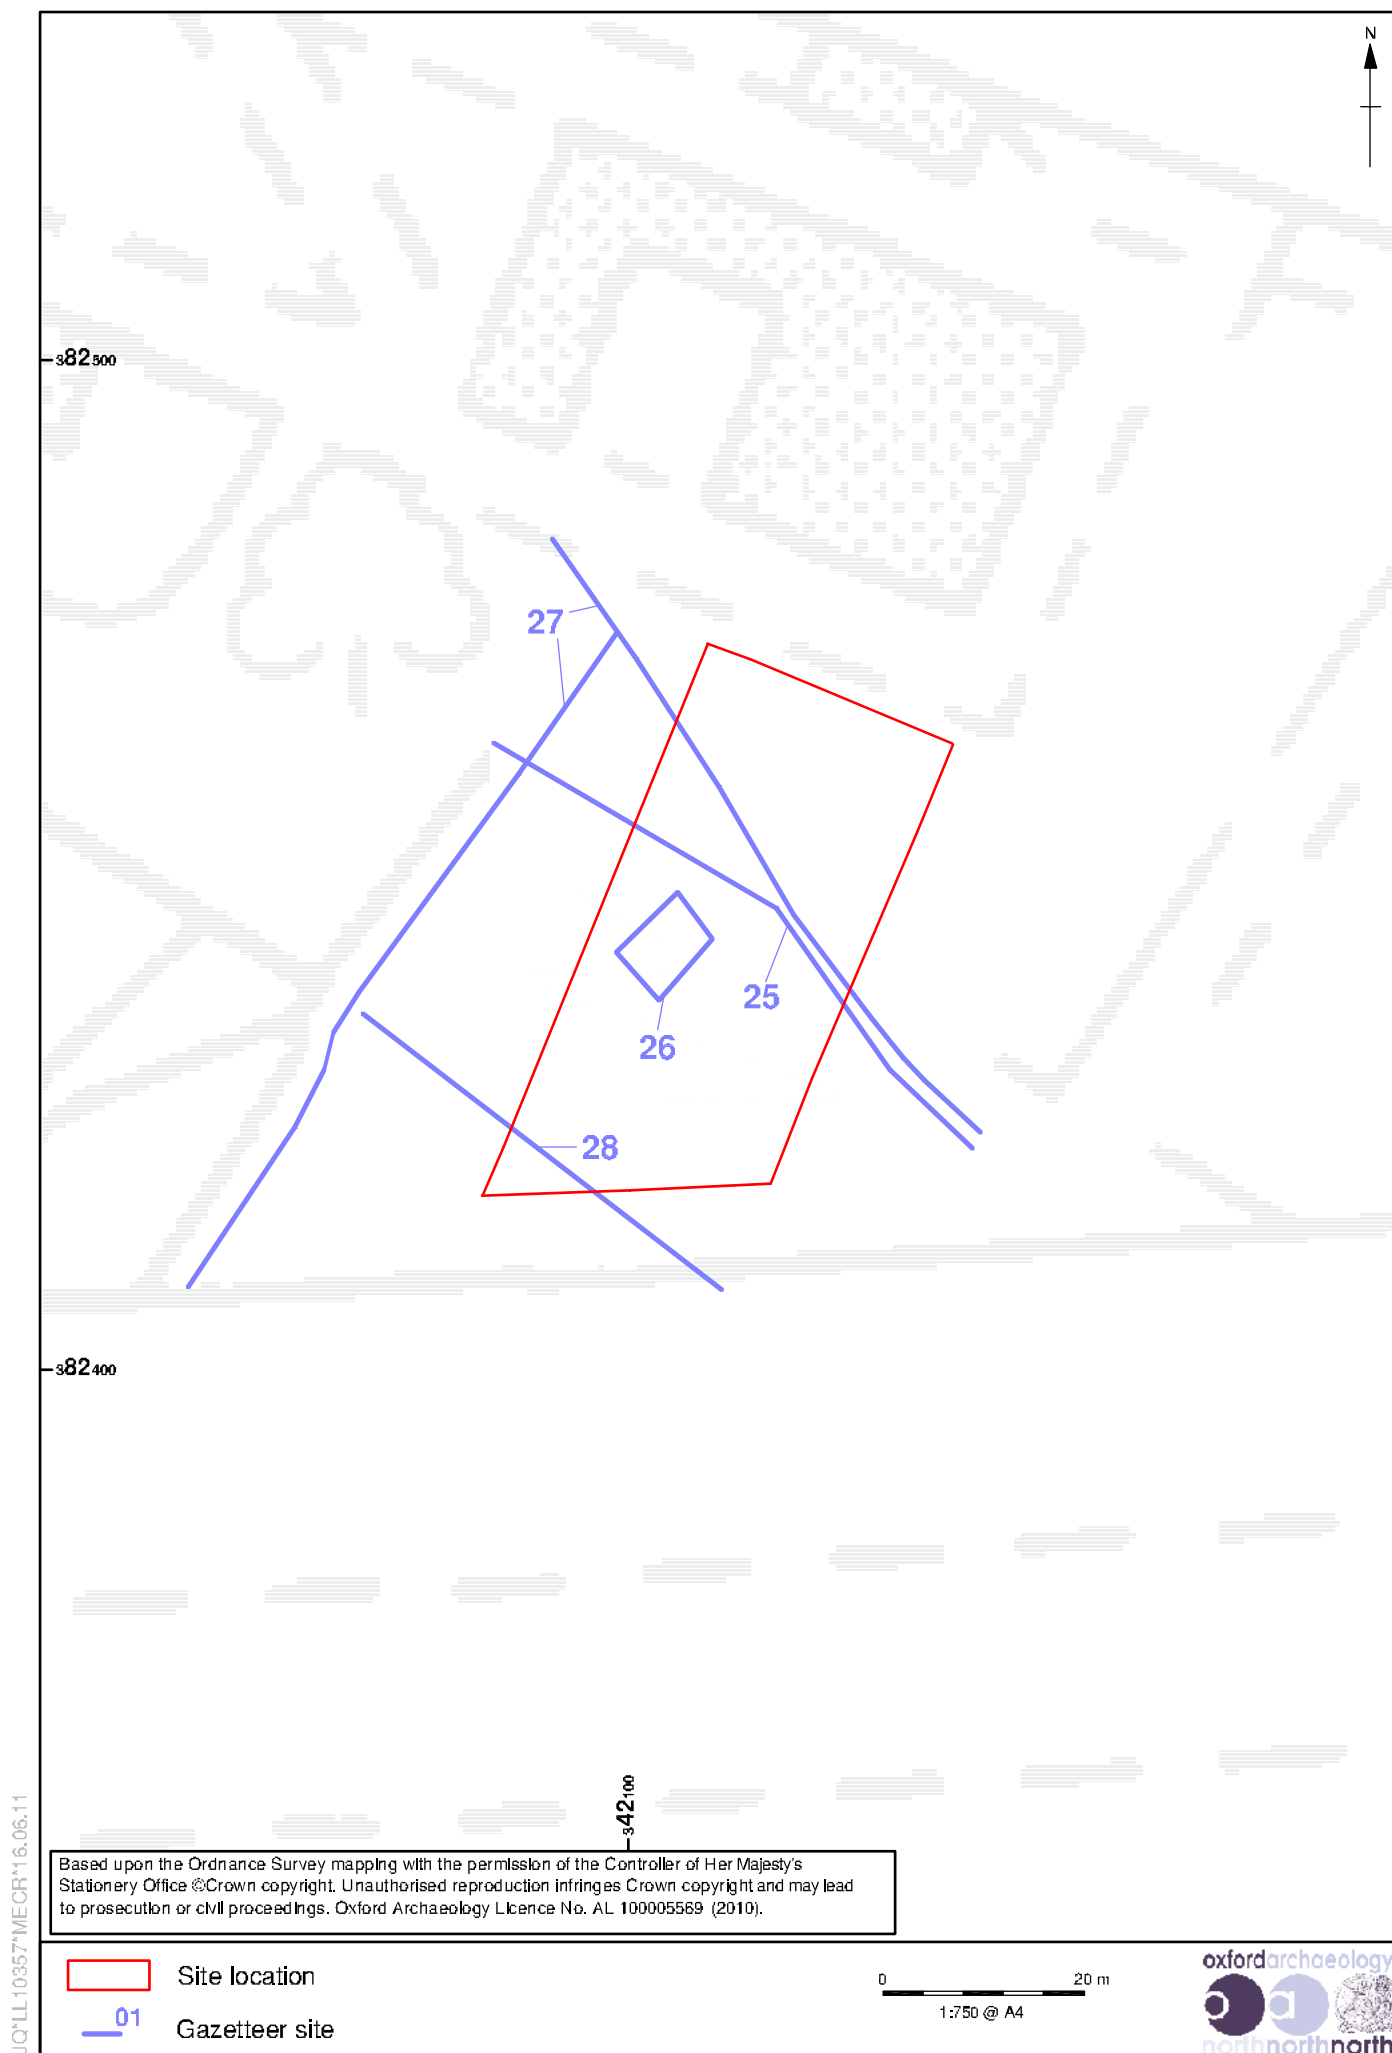 N
382500
27
25
26
28
382400
342100
JQ*LL10357*MECR*16.06.11
Based upon the Ordnance Survey mapping with the permission of the Controller of Her Majesty's
Stationery Office ©Crown copyright. Unauthorised reproduction infringes Crown copyright and may lead
to prosecution or civil proceedings. Oxford Archaeology Licence No. AL 100005569 (2010).
Site location
01
Gazetteer site
0 20 m
1:750 @ A4
oxfordarchaeology
o a
northnorthnorth